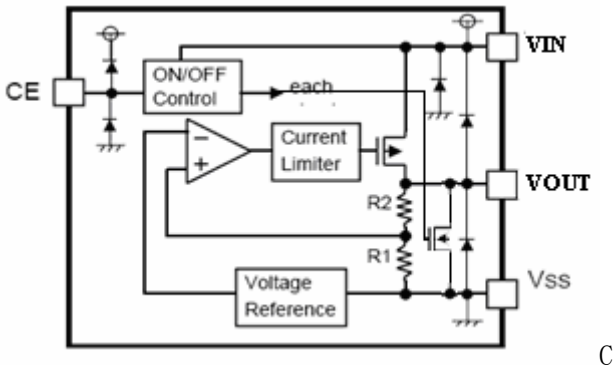 VIN
CE
ON/OFF
Control
each
−
+
Current
Limiter
R2
VOUT
R1
Voltage
Reference
VSS
C